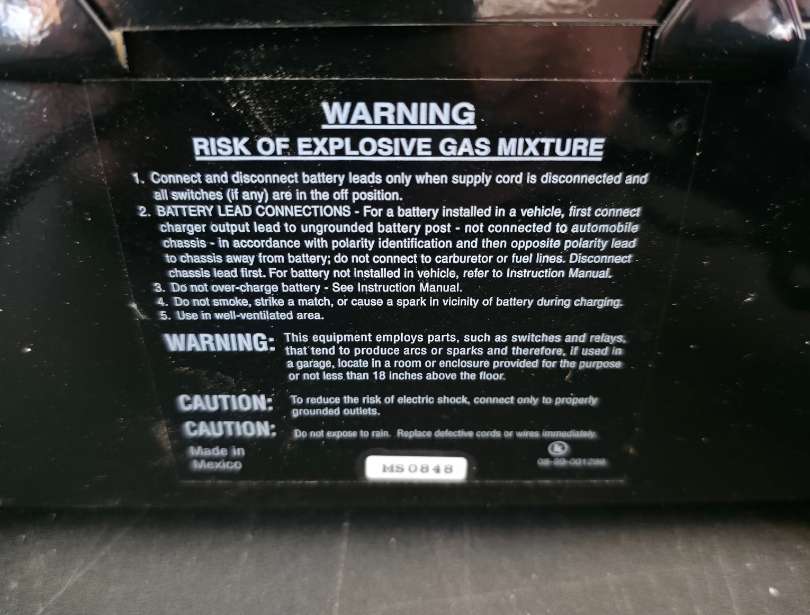 WARNING
RISK OF EXPLOSIVE GAS MIXTURE
1. Connect and disconnect battery leads only when supply cord is disconnected and
all switches (if any) are in the off position.
2. BATTERY LEAD CONNECTIONS - For a battery installed in a vehicle, first connect
charger output lead to ungrounded battery post - not connected to automobile
chassis - in accordance with polarity identification and then opposite polarity lead
to chassis away from battery; do not connect to carburetor or fuel lines. Disconnect
chassis lead first. For battery not installed in vehicle, refer to Instruction Manual.
3. Do not over-charge battery - See Instruction Manual.
4. Do not smoke, strike a match, or cause a spark in vicinity of battery during charging.
5. Use in well-ventilated area.
WARNING: This equipment employs parts, such as switches and relays,
that tend to produce arcs or sparks and therefore, if used in
a garage, locate in a room or enclosure provided for the purpose
or not less than 18 inches above the floor.
CAUTION: To reduce the risk of electric shock, connect only to properly
grounded outlets.
CAUTION: Do not expose to rain. Replace defective cords or wires immediately.
Made in
Mexico
MS0848